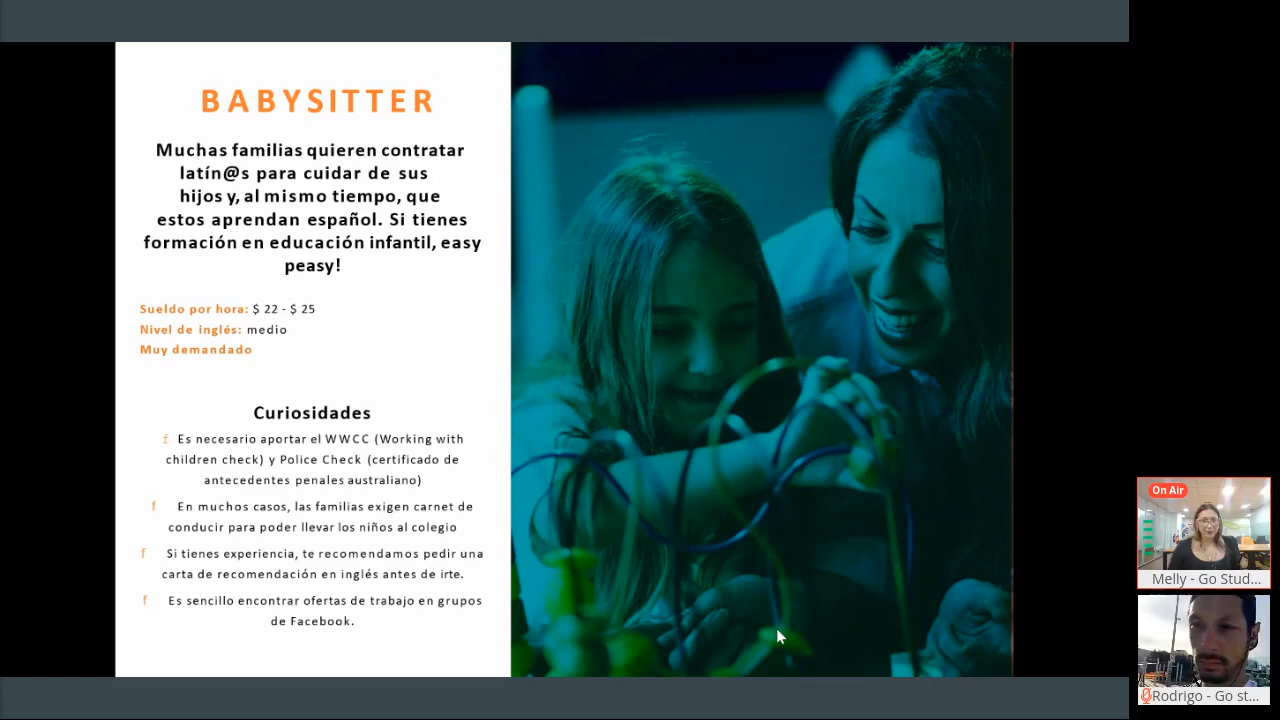 BABYSITTER
Muchas familias quieren contratar
latín@s para cuidar de sus
hijos y, al mismo tiempo, que
estos aprendan español. Si tienes
formación en educación infantil, easy
peasy!
Sueldo por hora: $ 22 - $ 25
Nivel de inglés: medio
Muy demandado
Curiosidades
f Es necesario aportar el WWCC (Working with
children check) y Police Check (certificado de
antecedentes penales australiano)
f En muchos casos, las familias exigen carnet de
conducir para poder llevar los niños al colegio
f Si tienes experiencia, te recomendamos pedir una
carta de recomendación en inglés antes de irte.
f Es sencillo encontrar ofertas de trabajo en grupos
de Facebook.
On Air
Melly - Go Stud...
Rodrigo - Go st...